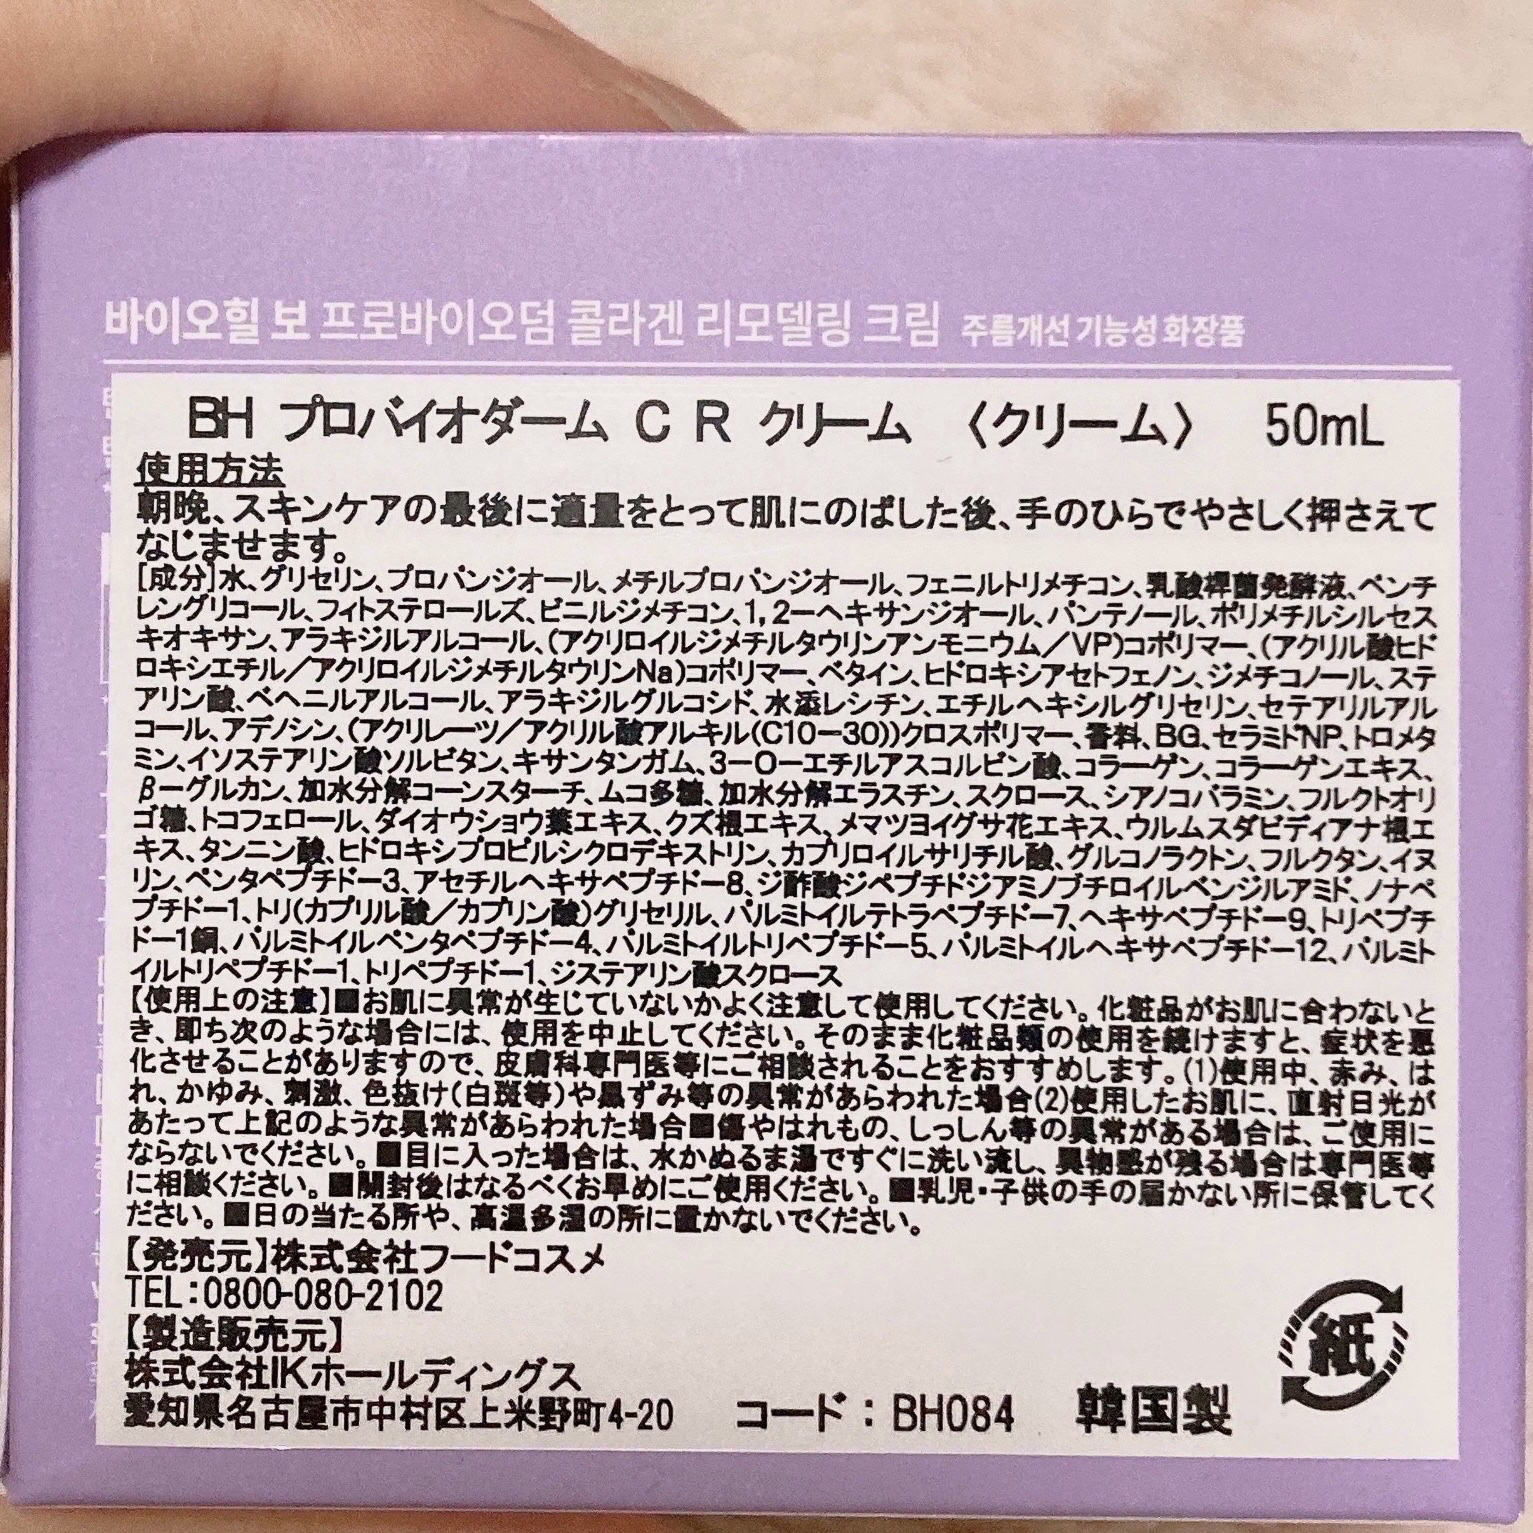 바이오힐 보 프로바이오덤 콜라겐 리모델링 크림 주름개선 기능성 화장품
BH プロバイオダーム C R クリーム 〈クリーム〉 50mL
使用方法
朝晩、スキンケアの最後に適量をとって肌にのばした後、手のひらでやさしく押さえて
なじませます。
[成分]水、グリセリン、プロパンジオール、メチルプロパンジオール、フェニルトリメチコン、乳酸桿菌発酵液、ペンチ
レングリコール、フィトステロールズ、ビニルジメチコン、1,2－ヘキサンジオール、パンテノール、ポリメチルシルセス
キオキサン、アラキジルアルコール、(アクリロイルジメチルタウリンアンモニウム／VP)コポリマー、(アクリル酸ヒド
ロキシエチル／アクリロイルジメチルタウリンNa)コポリマー、ベタイン、ヒドロキシアセトフェノン、ジメチコノール、ステ
アリン酸、ベヘニルアルコール、アラキジルグルコシド、水添レシチン、エチルヘキシルグリセリン、セテアリルアル
コール、アデノシン、(アクリレーツ／アクリル酸アルキル(C10－30))クロスポリマー、香料、BG、セラミドNP、トロメタ
ミン、イソステアリン酸ソルビタン、キサンタンガム、3－O－エチルアスコルビン酸、コラーゲン、コラーゲンエキス、
β－グルカン、加水分解コーンスターチ、ムコ多糖、加水分解エラスチン、スクロース、シアノコバラミン、フルクトオリ
ゴ糖、トコフェロール、ダイオウショウ葉エキス、クズ根エキス、メマツヨイグサ花エキス、ウルムスダビディアナ根エ
キス、タンニン酸、ヒドロキシプロピルシクロデキストリン、カプリロイルサリチル酸、グルコノラクトン、フルクタン、イヌ
リン、ペンタペプチド－3、アセチルヘキサペプチド－8、ジ酢酸ジペプチドジアミノブチロイルベンジルアミド、ノナペ
プチド－1、トリ(カプリル酸／カプリン酸)グリセリル、パルミトイルテトラペプチド－7、ヘキサペプチド－9、トリペプチ
ド－1銅、パルミトイルペンタペプチド－4、パルミトイルトリペプチド－5、パルミトイルヘキサペプチド－12、パルミト
イルトリペプチド－1、トリペプチド－1、ジステアリン酸スクロース
【使用上の注意】■お肌に異常が生じていないかよく注意して使用してください。化粧品がお肌に合わないと
き、即ち次のような場合には、使用を中止してください。そのまま化粧品類の使用を続けますと、症状を悪
化させることがありますので、皮膚科専門医等にご相談されることをおすすめします。(1)使用中、赤み、は
れ、かゆみ、刺激、色抜け(白斑等)や黒ずみ等の異常があらわれた場合(2)使用したお肌に、直射日光が
あたって上記のような異常があらわれた場合■傷やはれもの、しっしん等の異常がある場合は、ご使用に
ならないでください。■目に入った場合は、水かぬるま湯ですぐに洗い流し、異物感が残る場合は専門医等
に相談ください。■開封後はなるべくお早めにご使用ください。■乳児・子供の手の届かない所に保管してく
ださい。■日の当たる所や、高温多湿の所に置かないでください。
【発売元】株式会社フードコスメ
TEL:0800-080-2102
【製造販売元】
株式会社IKホールディングス
愛知県名古屋市中村区上米野町4-20 コード：BH084 韓国製
紙